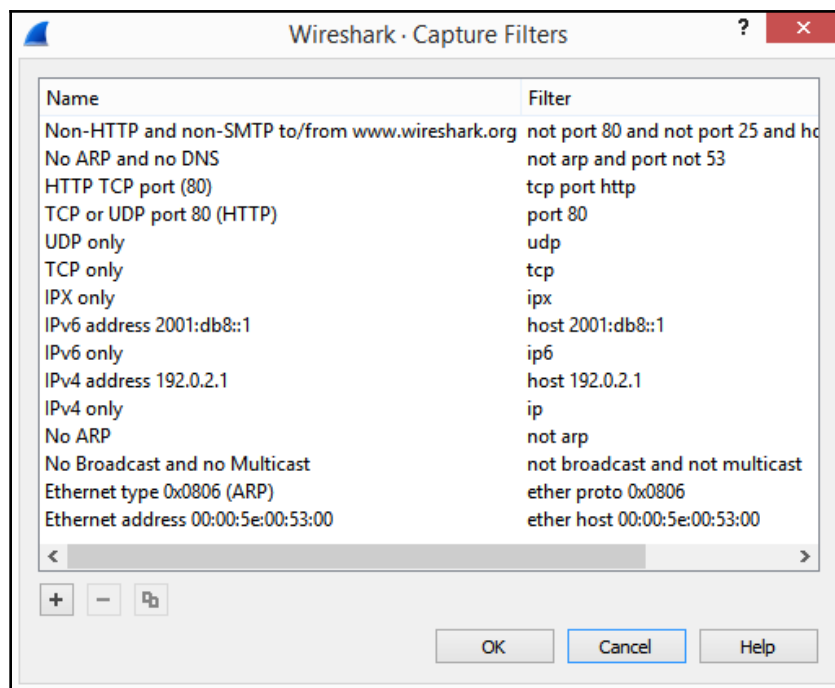 Wireshark · Capture Filters ? ×
Name Filter
Non-HTTP and non-SMTP to/from www.wireshark.org not port 80 and not port 25 and
No ARP and no DNS not arp and port not 53
HTTP TCP port (80) tcp port http
TCP or UDP port 80 (HTTP) port 80
UDP only udp
TCP only tcp
IPX only ipx
IPv6 address 2001:db8::1 host 2001:db8::1
IPv6 only ip6
IPv4 address 192.0.2.1 host 192.0.2.1
IPv4 only ip
No ARP not arp
No Broadcast and no Multicast not broadcast and not multicast
Ethernet type 0x0806 (ARP) ether proto 0x0806
Ethernet address 00:00:5e:00:53:00 ether host 00:00:5e:00:53:00
OK Cancel Help